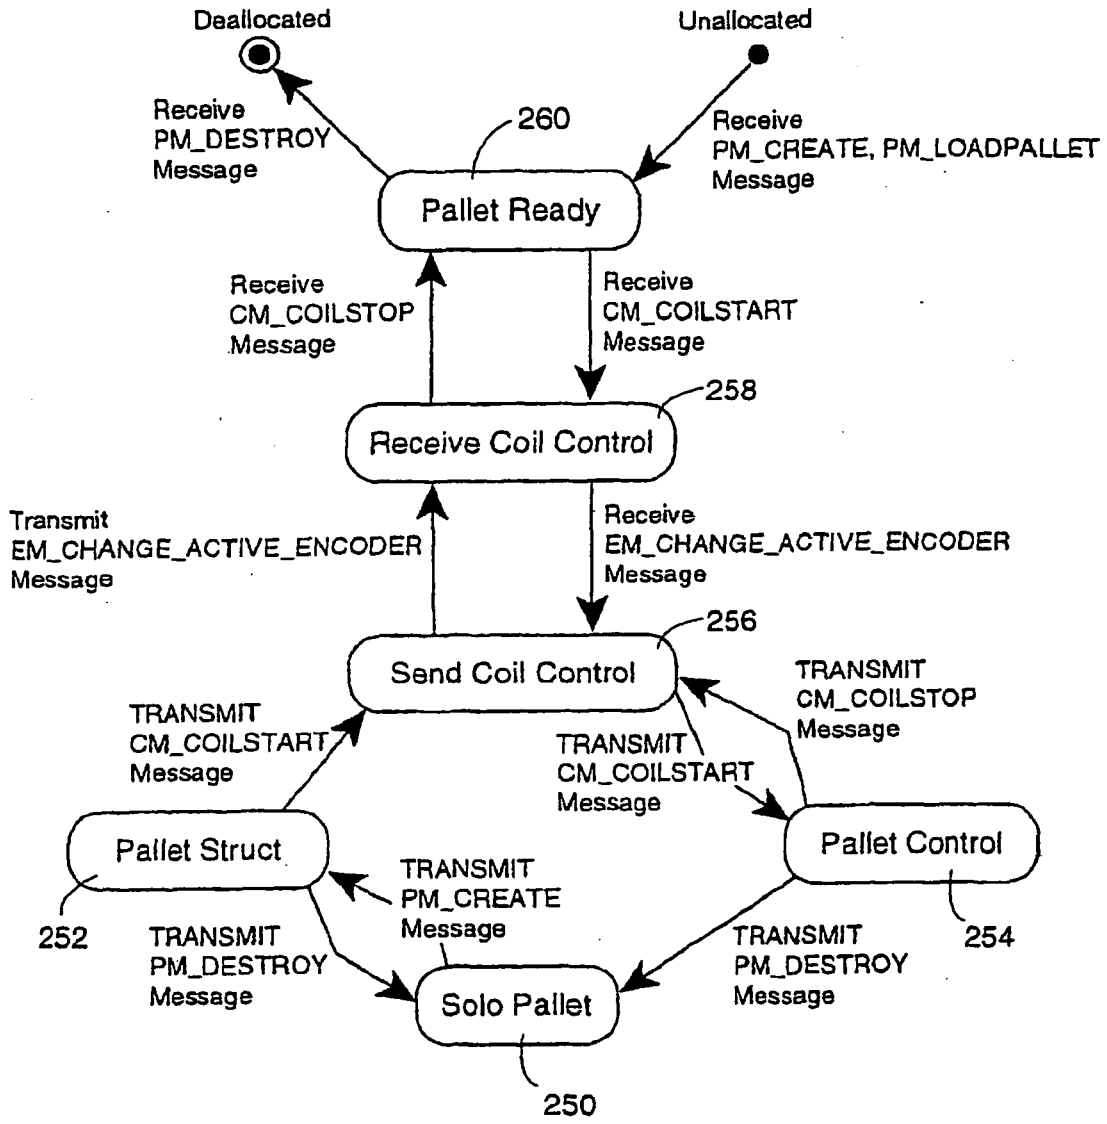 Deallocated
Unallocated
Receive
PM_DESTROY
Message
260
Receive
PM_CREATE, PM_LOADPALLET
Message
Pallet Ready
Receive
CM_COILSTOP
Message
Receive
CM_COILSTART
Message
258
Receive Coil Control
Transmit
EM_CHANGE_ACTIVE_ENCODER
Message
Receive
EM_CHANGE_ACTIVE_ENCODER
Message
256
Send Coil Control
TRANSMIT
CM_COILSTOP
Message
TRANSMIT
CM_COILSTART
Message
TRANSMIT
CM_COILSTART
Message
Pallet Struct
Pallet Control
TRANSMIT
PM_CREATE
Message
252
254
TRANSMIT
PM_DESTROY
Message
TRANSMIT
PM_DESTROY
Message
Solo Pallet
250